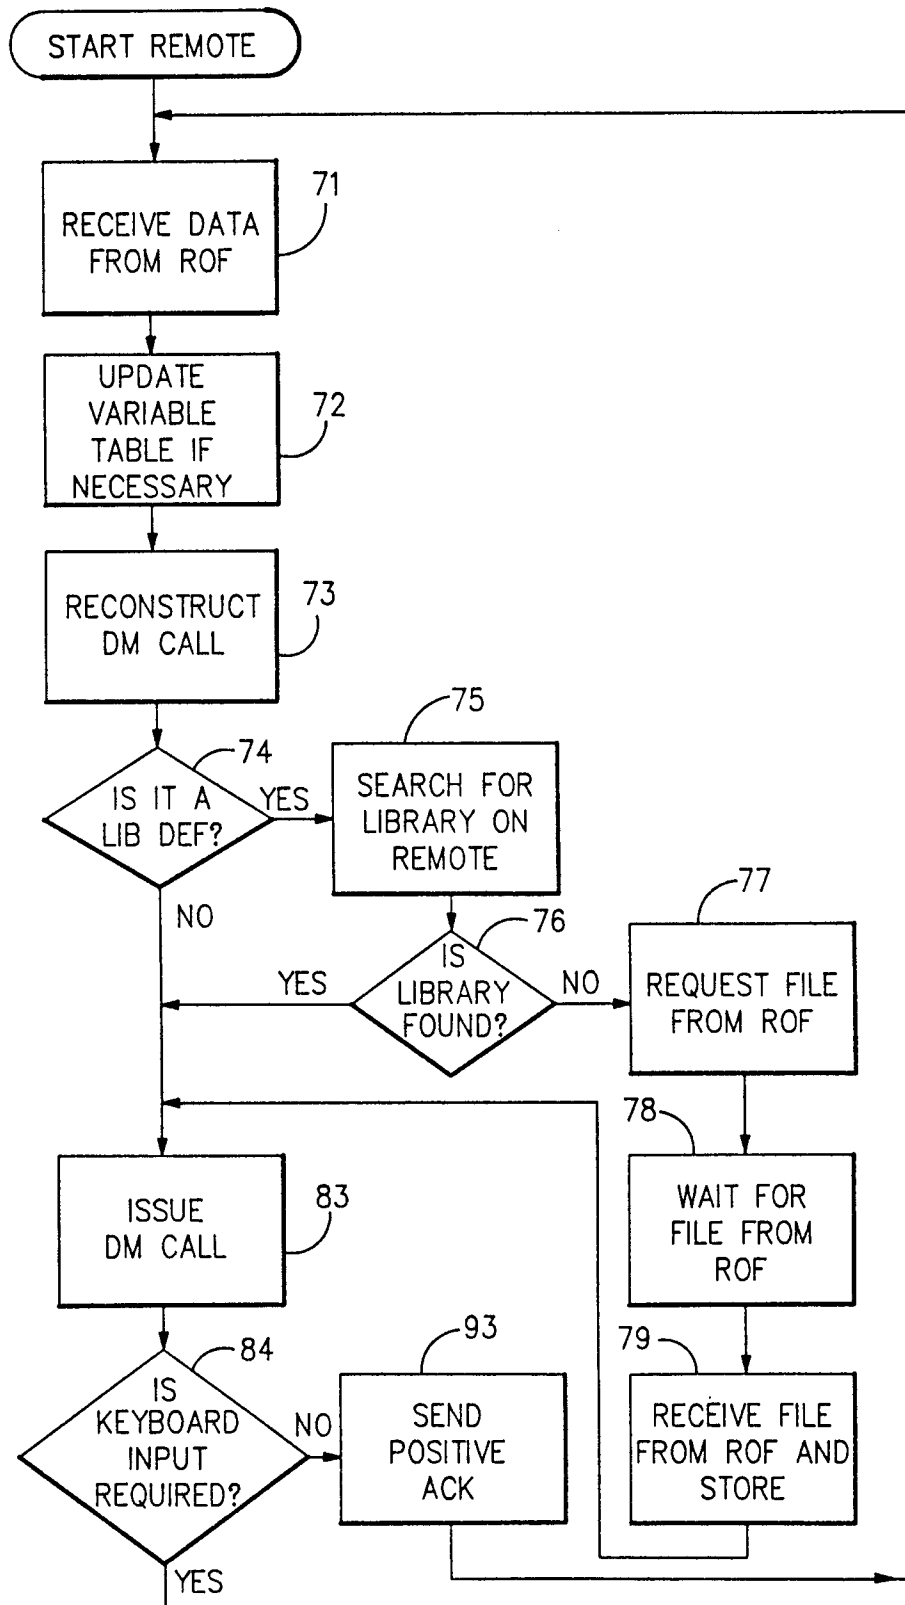 START REMOTE
71
RECEIVE DATA
FROM ROF
UPDATE
VARIABLE
TABLE IF
NECESSARY
72
RECONSTRUCT
DM CALL
73
74
IS IT A
LIB DEF?
YES
NO
75
SEARCH FOR
LIBRARY ON
REMOTE
76
IS
LIBRARY
FOUND?
YES
NO
77
REQUEST FILE
FROM ROF
78
WAIT FOR
FILE FROM
ROF
79
RECEIVE FILE
FROM ROF AND
STORE
ISSUE
DM CALL
83
84
IS
KEYBOARD
INPUT
REQUIRED?
NO
YES
93
SEND
POSITIVE
ACK